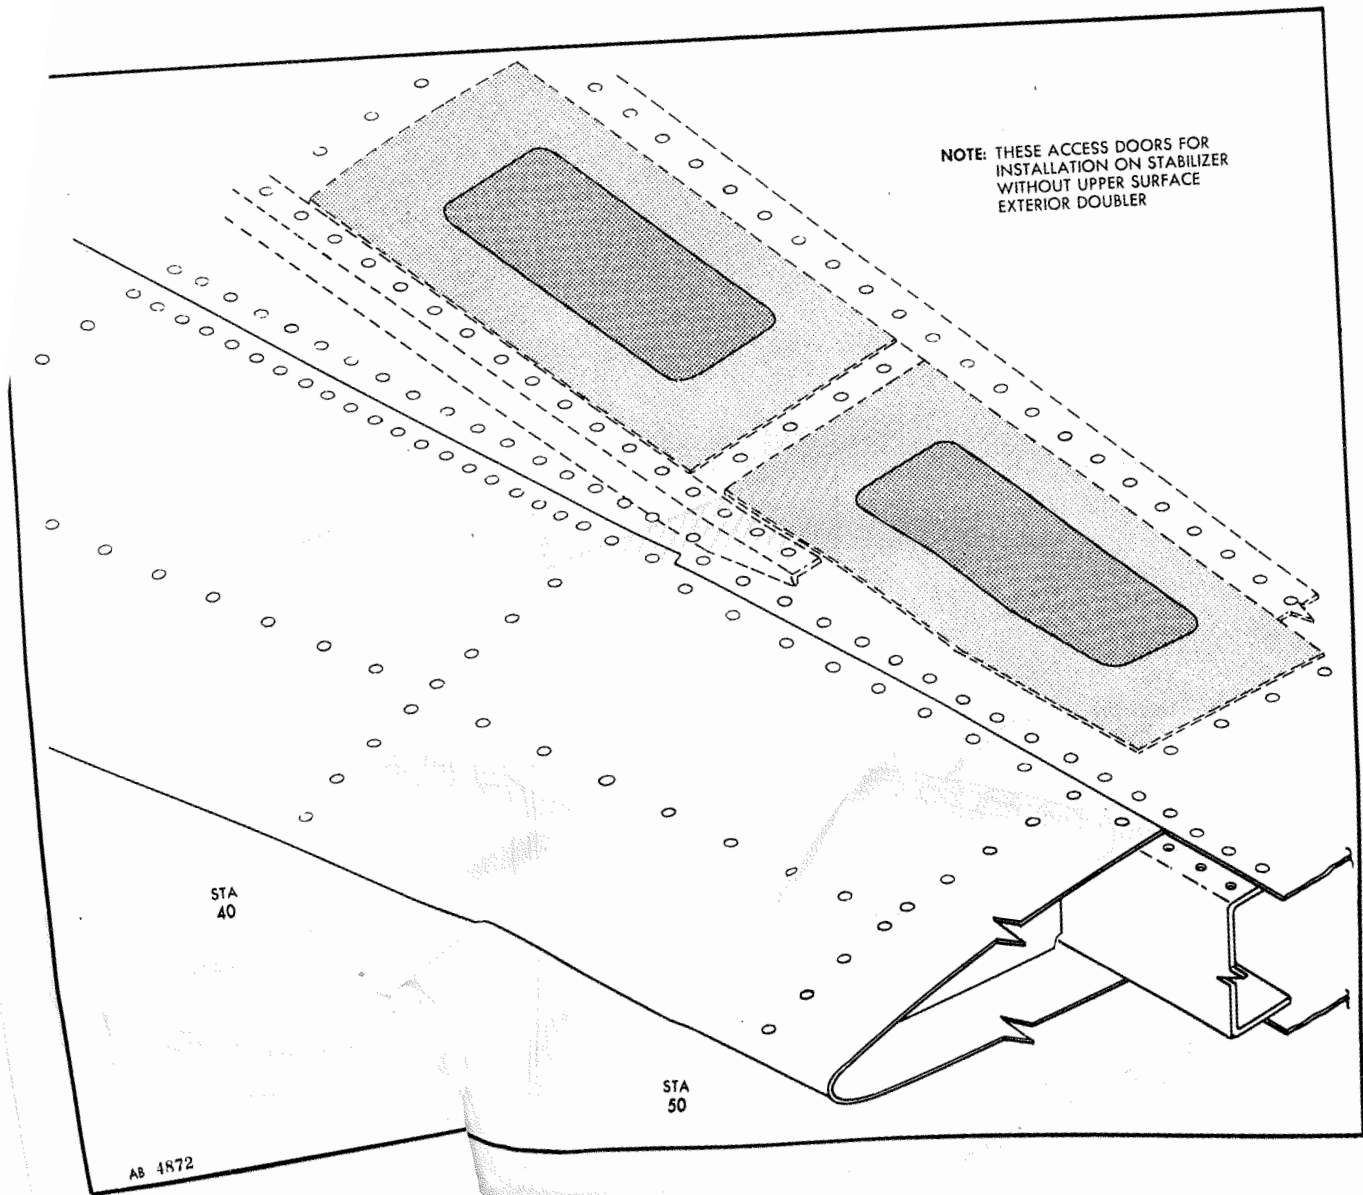 NOTE: THESE ACCESS DOORS FOR
INSTALLATION ON STABILIZER
WITHOUT UPPER SURFACE
EXTERIOR DOUBLER
STA
40
STA
50
AB 4872